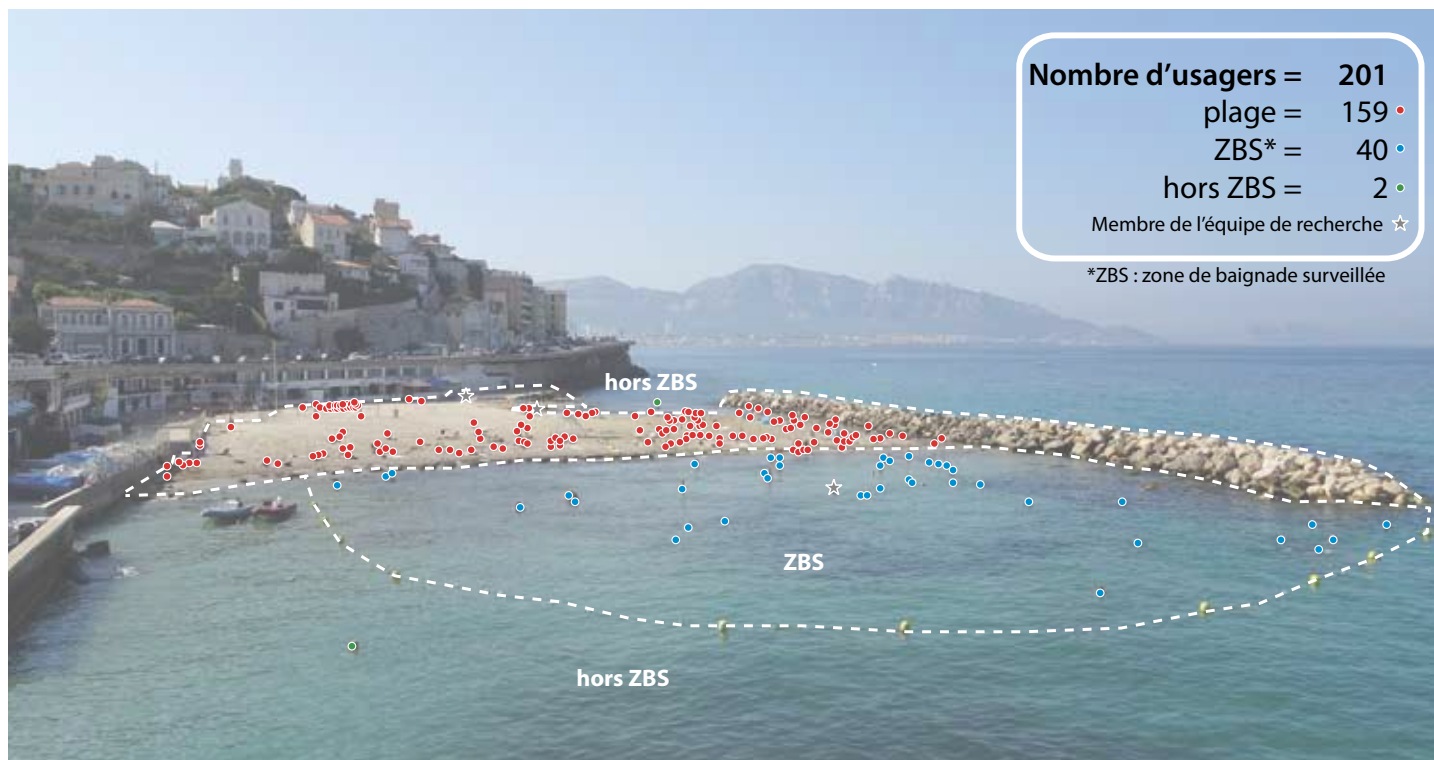 Nombre d’usagers = 201
plage = 159
ZBS* = 40
hors ZBS = 2
Membre de l’équipe de recherche
*ZBS : zone de baignade surveillée
hors ZBS
ZBS
hors ZBS